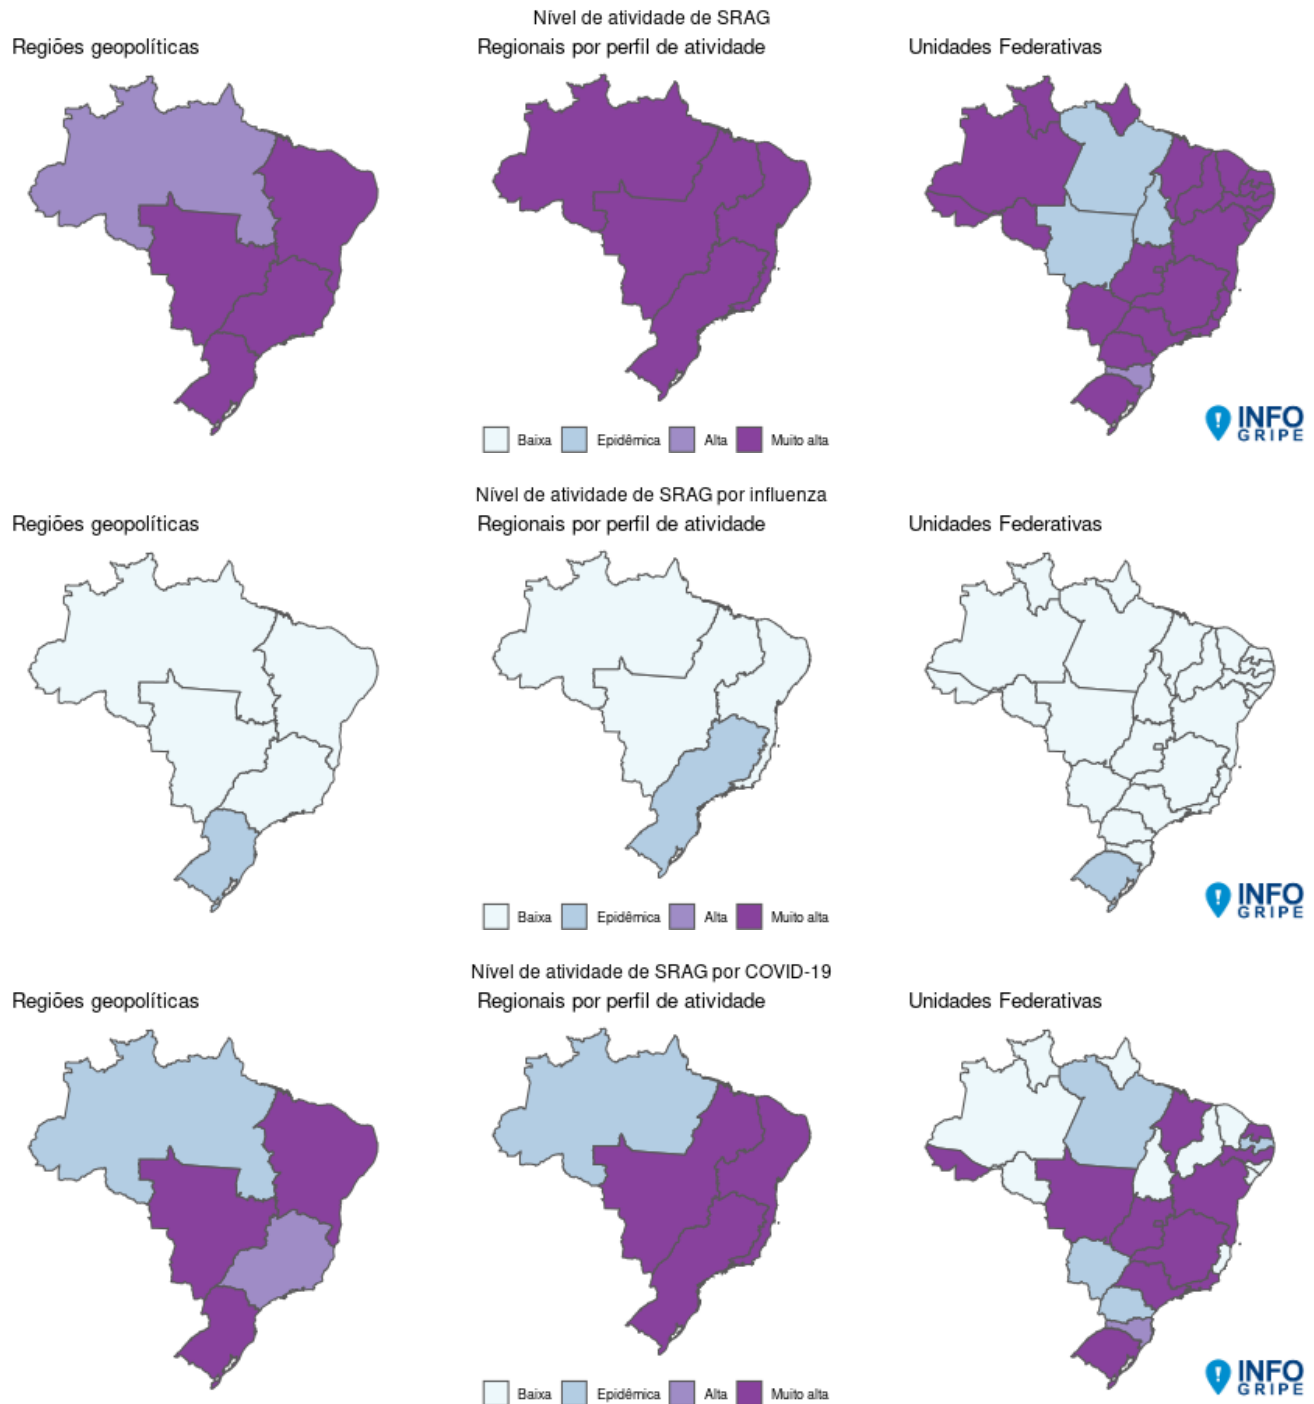 Nível de atividade de SRAG
Regiões geopolíticas
Regionais por perfil de atividade
Unidades Federativas
Baixa
Epidêmica
Alta
Muito alta
INFO
GRIPE
Nível de atividade de SRAG por influenza
Regiões geopolíticas
Regionais por perfil de atividade
Unidades Federativas
Baixa
Epidêmica
Alta
Muito alta
INFO
GRIPE
Nível de atividade de SRAG por COVID-19
Regiões geopolíticas
Regionais por perfil de atividade
Unidades Federativas
Baixa
Epidêmica
Alta
Muito alta
INFO
GRIPE